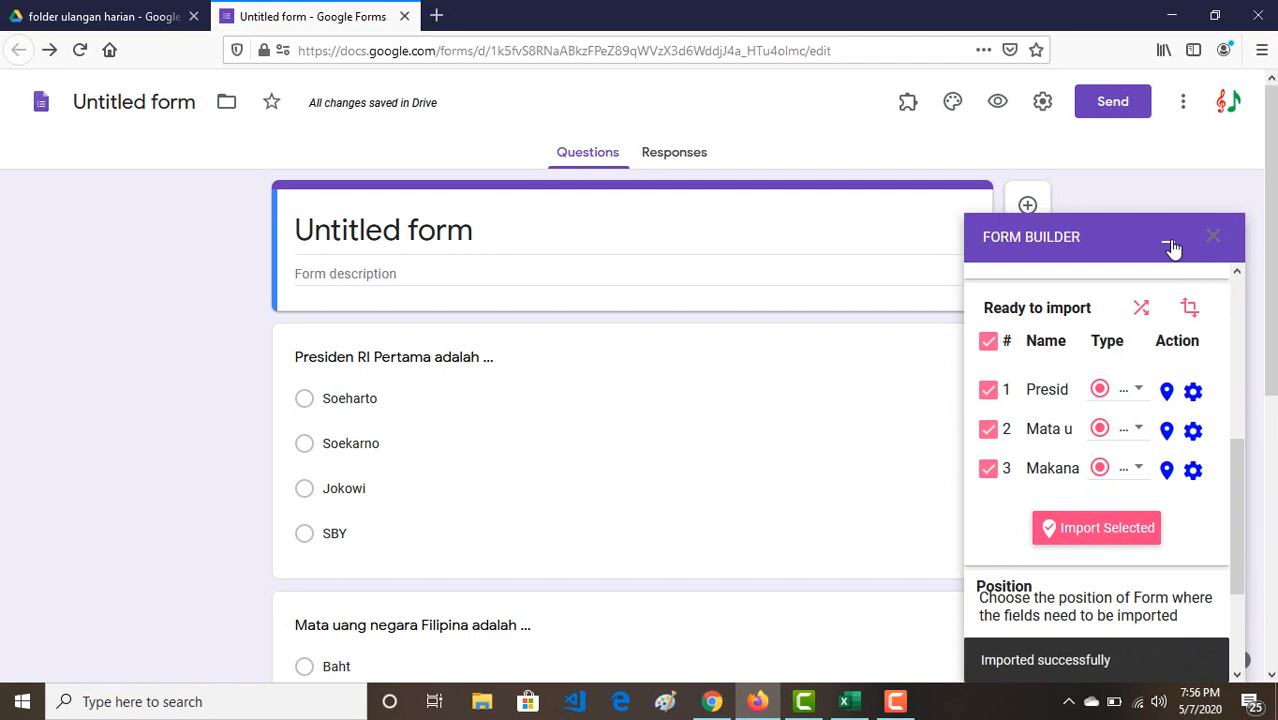 folder ulangan harian - Google
Untitled form - Google Forms
https://docs.google.com/forms/d/1k5fvS8RNaABkzFPeZ89qWVzX3d6WddjJ4a_HTu4olmc/edit
Untitled form
All changes saved in Drive
Send
Questions
Responses
Untitled form
Form description
Presiden RI Pertama adalah ...
Soeharto
Soekarno
Jokowi
SBY
Mata uang negara Filipina adalah ...
Baht
FORM BUILDER
Ready to import
# Name Type Action
1 Presid ...
2 Mata u ...
3 Makana ...
Import Selected
Position
Choose the position of Form where
the fields need to be imported
Imported successfully
Type here to search
7:56 PM
5/7/2020
25